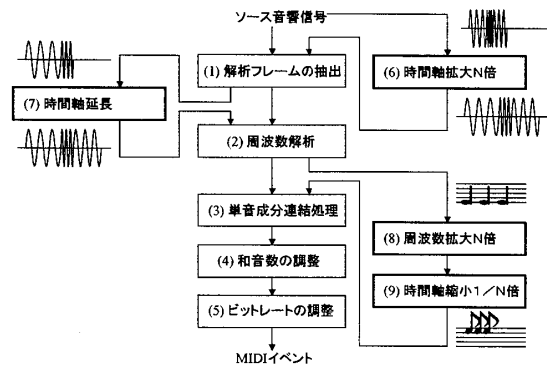 ソース音響信号
(1) 解析フレームの抽出
(6) 時間軸拡大N倍
(7) 時間軸延長
(2) 周波数解析
(3) 単音成分連結処理
(8) 周波数拡大N倍
(4) 和音数の調整
(9) 時間軸縮小1／N倍
(5) ビットレートの調整
MIDIイベント